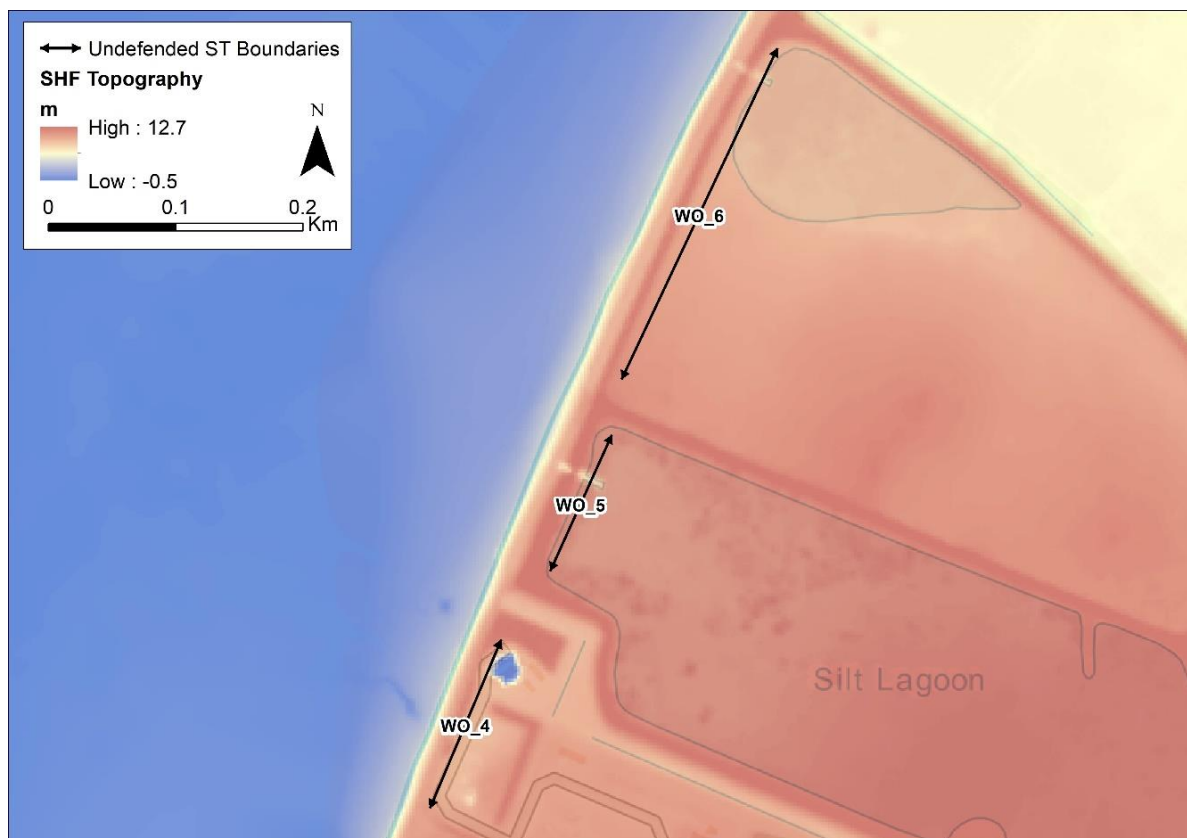 Undefended ST Boundaries
SHF Topography
m
High : 12.7
Low : -0.5
N
0 0.1 0.2
Km
WO_6
WO_5
Silt Lagoon
WO_4